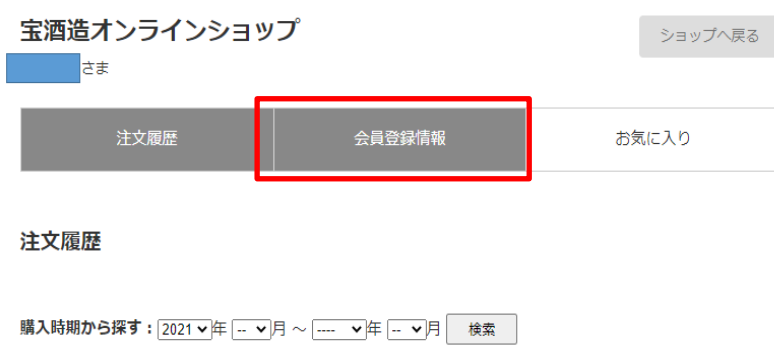 宝酒造オンラインショップ
ショップへ戻る
さま
注文履歴 会員登録情報 お気に入り
注文履歴
購入時期から探す：2021年 --月 ～ ----年 --月 検索